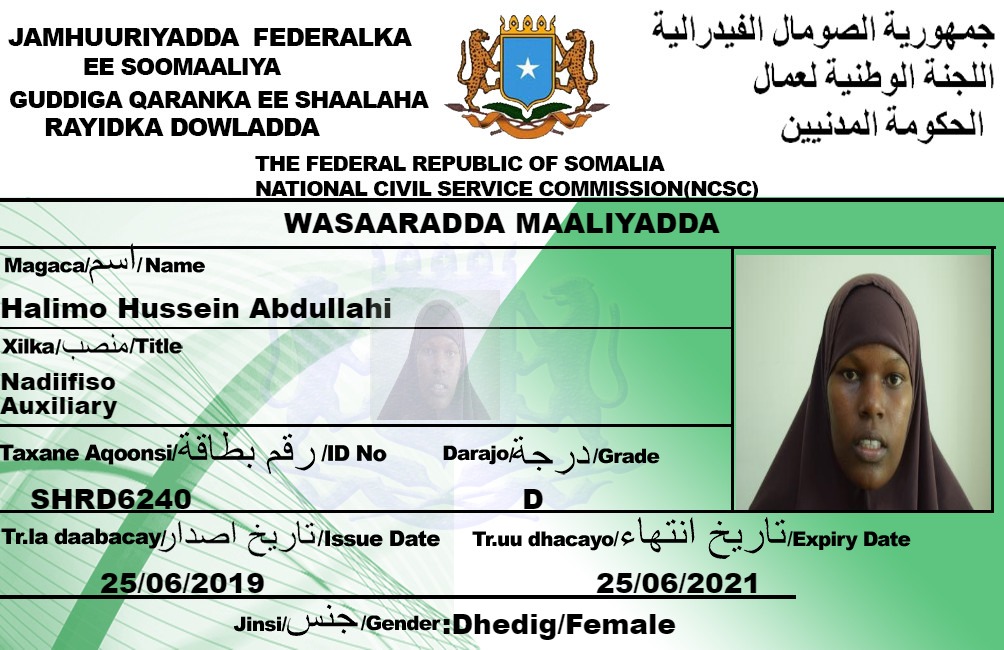 JAMHUURIYADDA FEDERALKA
EE SOOMAALIYA
GUDDIGA QARANKA EE SHAALAHA
RAYIDKA DOWLADDA
جمهورية الصومال الفيدرالية
اللجنة الوطنية لعمال
الحكومة المدنيين
THE FEDERAL REPUBLIC OF SOMALIA
NATIONAL CIVIL SERVICE COMMISSION(NCSC)
WASAARADDA MAALIYADDA
Magaca/اسم/Name
Halimo Hussein Abdullahi
Xilka/منصب/Title
Nadiifiso
Auxiliary
Taxane Aqoonsi/رقم بطاقة/ID No
Darajo/درجة/Grade
SHRD6240
D
Tr.la daabacay/تاريخ اصدار/Issue Date
Tr.uu dhacayo/تاريخ انتهاء/Expiry Date
25/06/2019
25/06/2021
Jinsi/جنس/Gender:Dhedig/Female